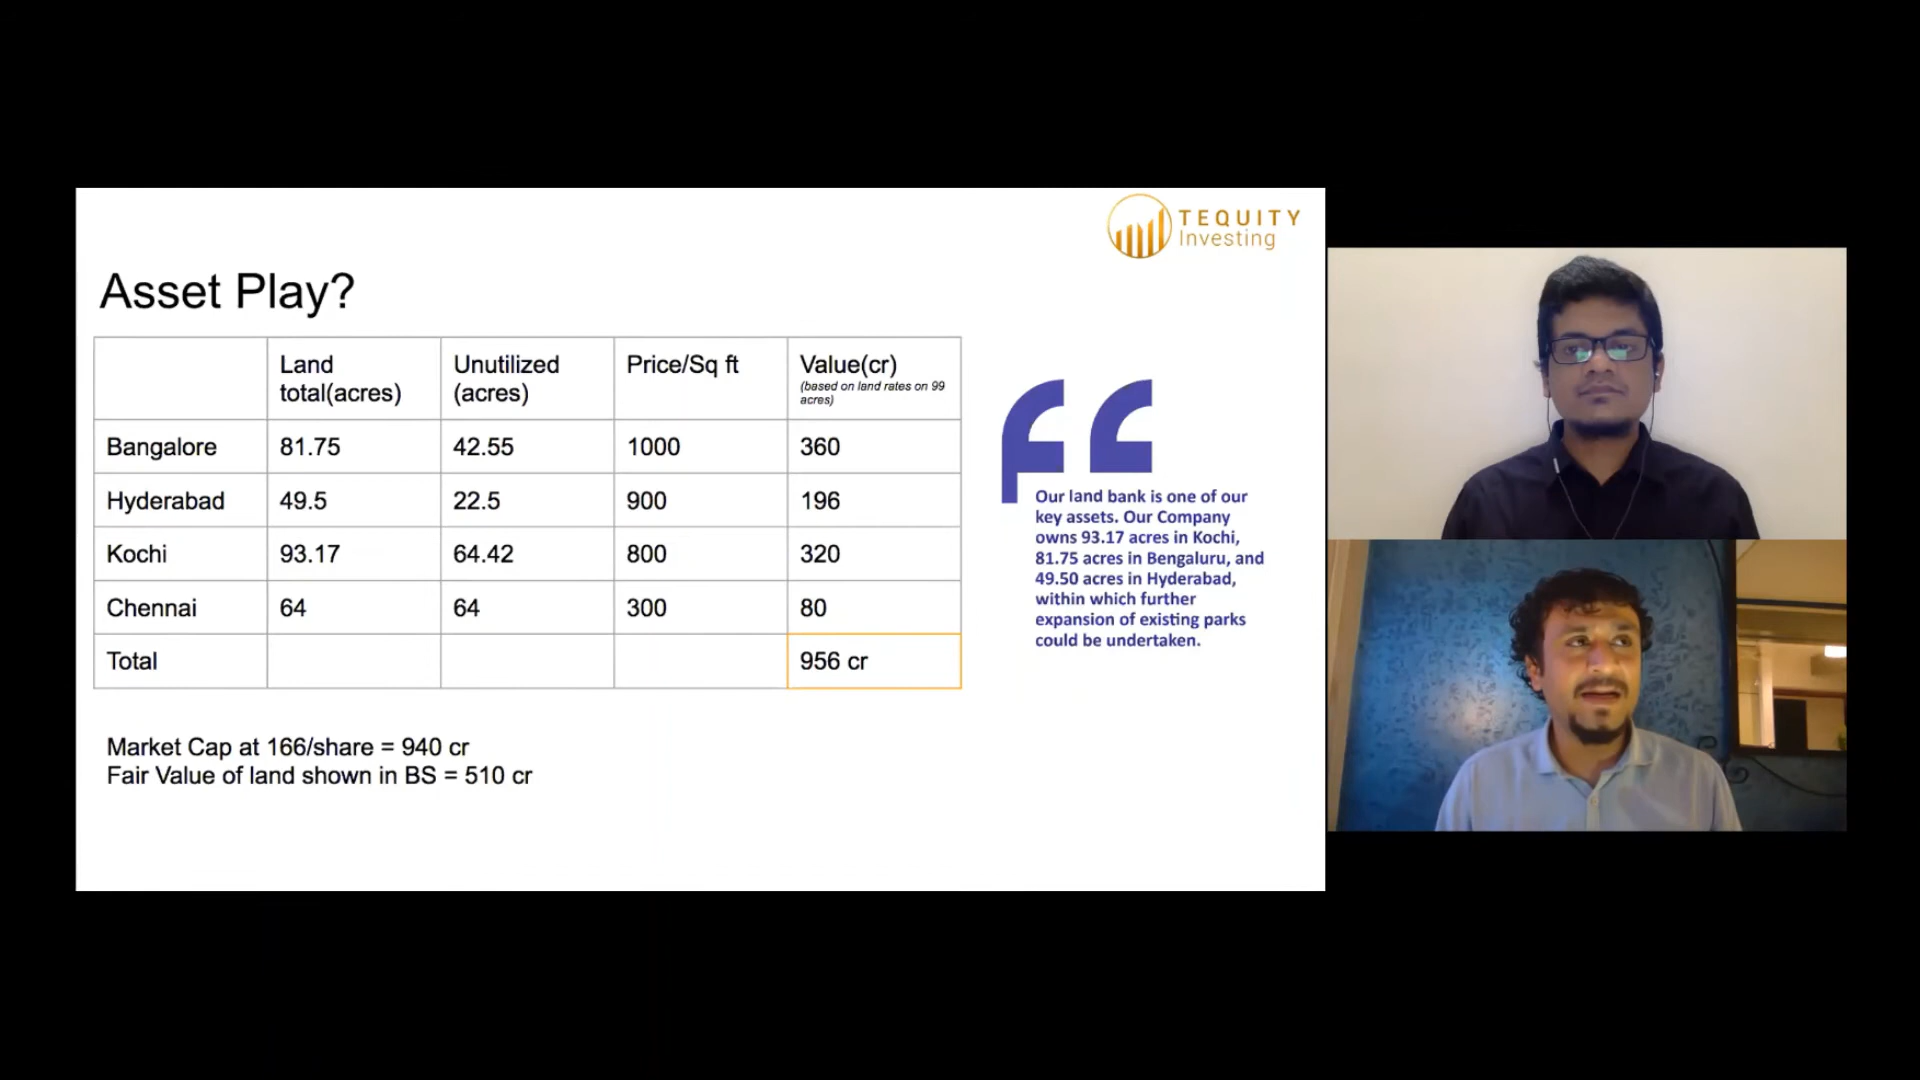 TEQUITY
Investing
Asset Play?
Land total(acres) Unutilized (acres) Price/Sq ft Value(cr) (based on land rates on 99 acres)
Bangalore 81.75 42.55 1000 360
Hyderabad 49.5 22.5 900 196
Kochi 93.17 64.42 800 320
Chennai 64 64 300 80
Total 956 cr
Our land bank is one of our
key assets. Our Company
owns 93.17 acres in Kochi,
81.75 acres in Bengaluru, and
49.50 acres in Hyderabad,
within which further
expansion of existing parks
could be undertaken.
Market Cap at 166/share = 940 cr
Fair Value of land shown in BS = 510 cr